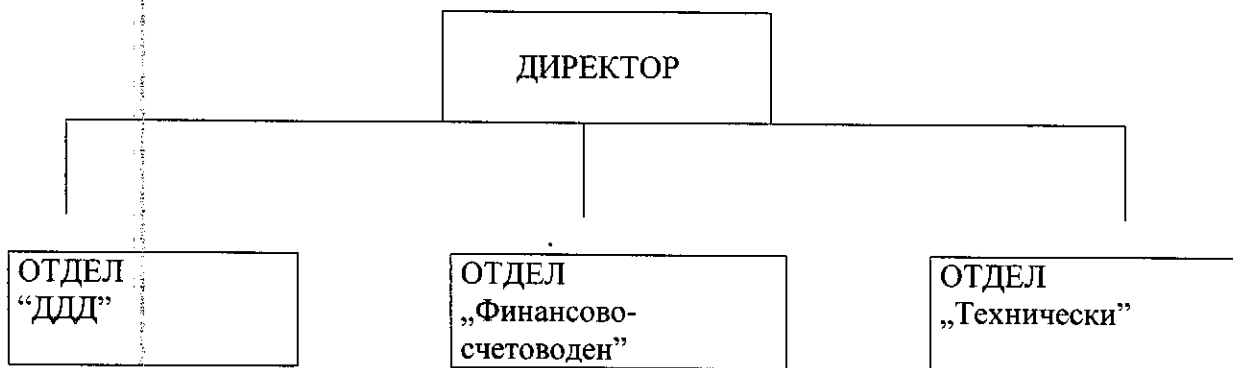 ДИРЕКТОР
ОТДЕЛ
“ДДД”
ОТДЕЛ
„Финансово-
счетоводен”
ОТДЕЛ
„Технически”